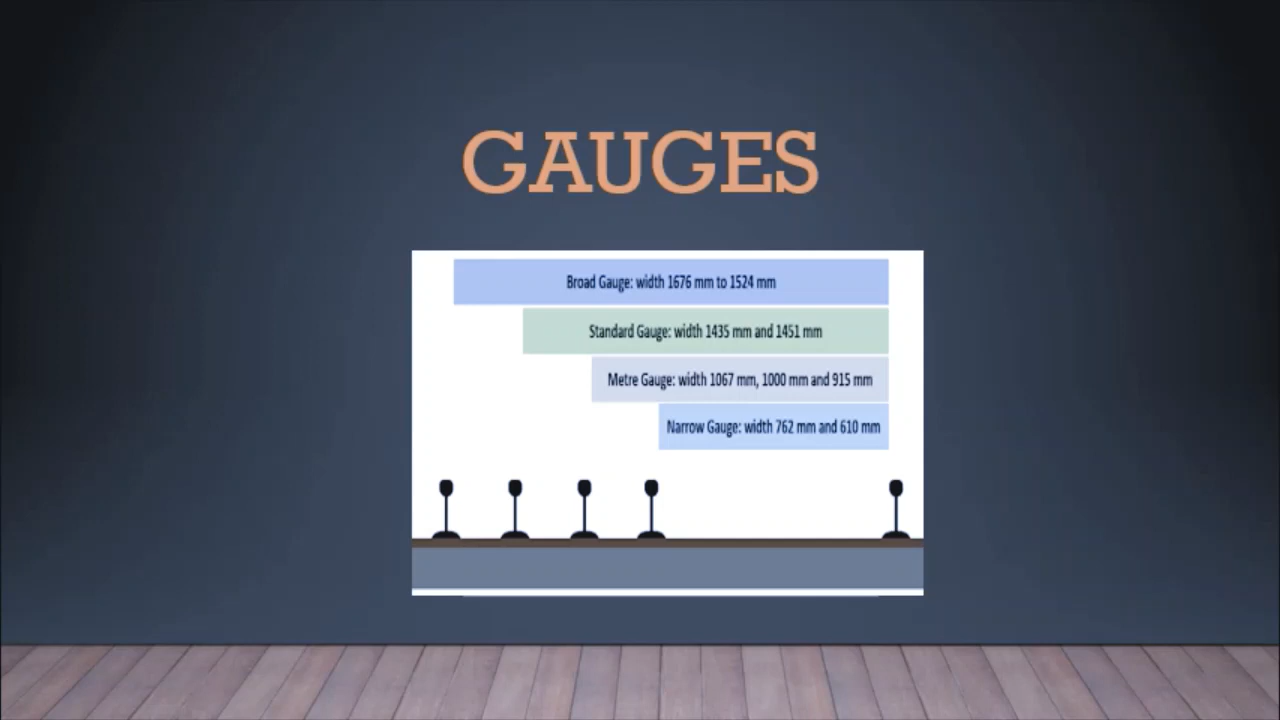 GAUGES
Broad Gauge: width 1676 mm to 1524 mm
Standard Gauge: width 1435 mm and 1451 mm
Metre Gauge: width 1067 mm, 1000 mm and 915 mm
Narrow Gauge: width 762 mm and 610 mm